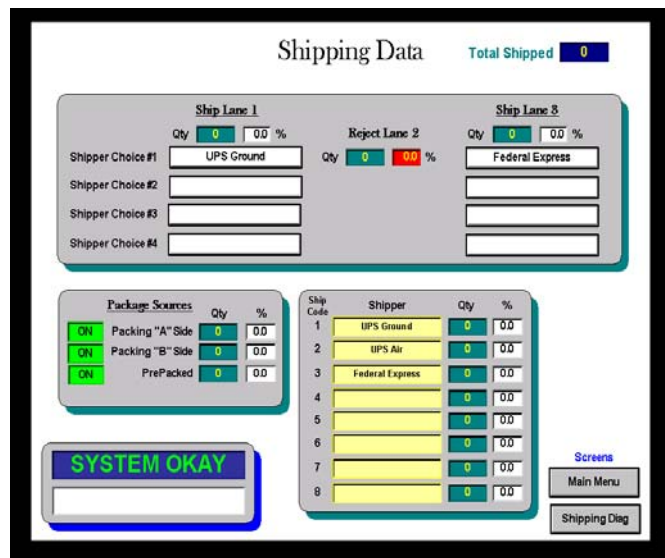 Shipping Data
Total Shipped 0
Ship Lane 1
Ship Lane 3
Qty 0 0.0 %
Reject Lane 2
Qty 0 0.0 %
Shipper Choice #1 UPS Ground
Qty 0 0.0 %
Federal Express
Shipper Choice #2
Shipper Choice #3
Shipper Choice #4
Package Sources Qty %
ON Packing "A" Side 0 0.0
ON Packing "B" Side 0 0.0
ON PrePacked 0 0.0
Ship Code Shipper Qty %
1 UPS Ground 0 0.0
2 UPS Air 0 0.0
3 Federal Express 0 0.0
4 0 0.0
5 0 0.0
6 0 0.0
7 0 0.0
8 0 0.0
SYSTEM OKAY
Screens
Main Menu
Shipping Diag